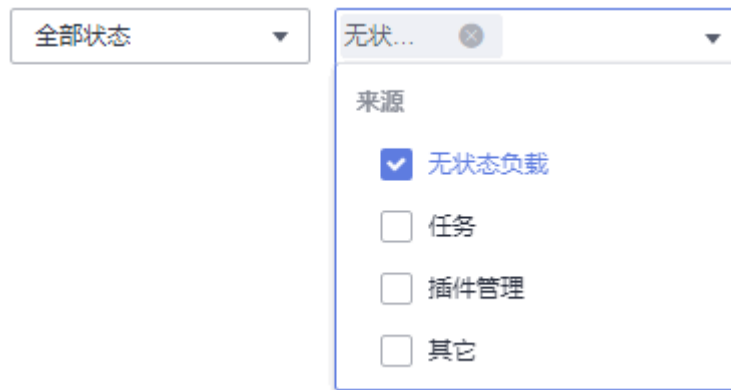 全部状态
无状...
来源
无状态负载
任务
插件管理
其它